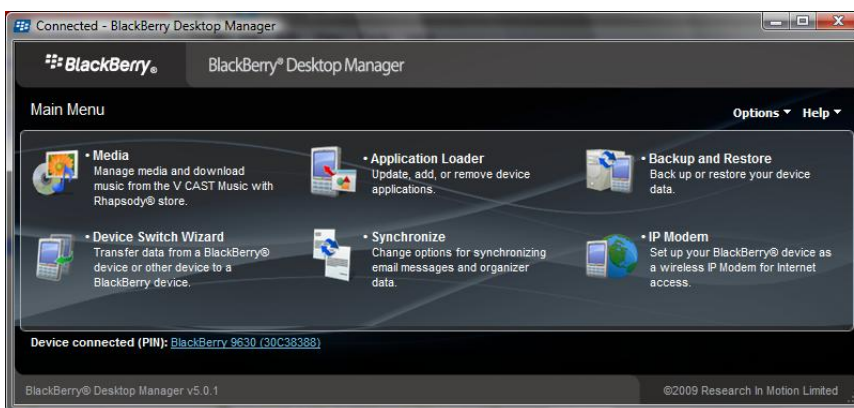 Connected - BlackBerry Desktop Manager
BlackBerry®
BlackBerry® Desktop Manager
Main Menu
Options
Help
• Media
Manage media and download
music from the V CAST Music with
Rhapsody® store.
• Application Loader
Update, add, or remove device
applications.
• Backup and Restore
Back up or restore your device
data.
• Device Switch Wizard
Transfer data from a BlackBerry®
device or other device to a
BlackBerry device.
• Synchronize
Change options for synchronizing
email messages and organizer
data.
• IP Modem
Set up your BlackBerry® device as
a wireless IP Modem for Internet
access.
Device connected (PIN): BlackBerry 9630 (30C38388)
BlackBerry® Desktop Manager v5.0.1
©2009 Research In Motion Limited